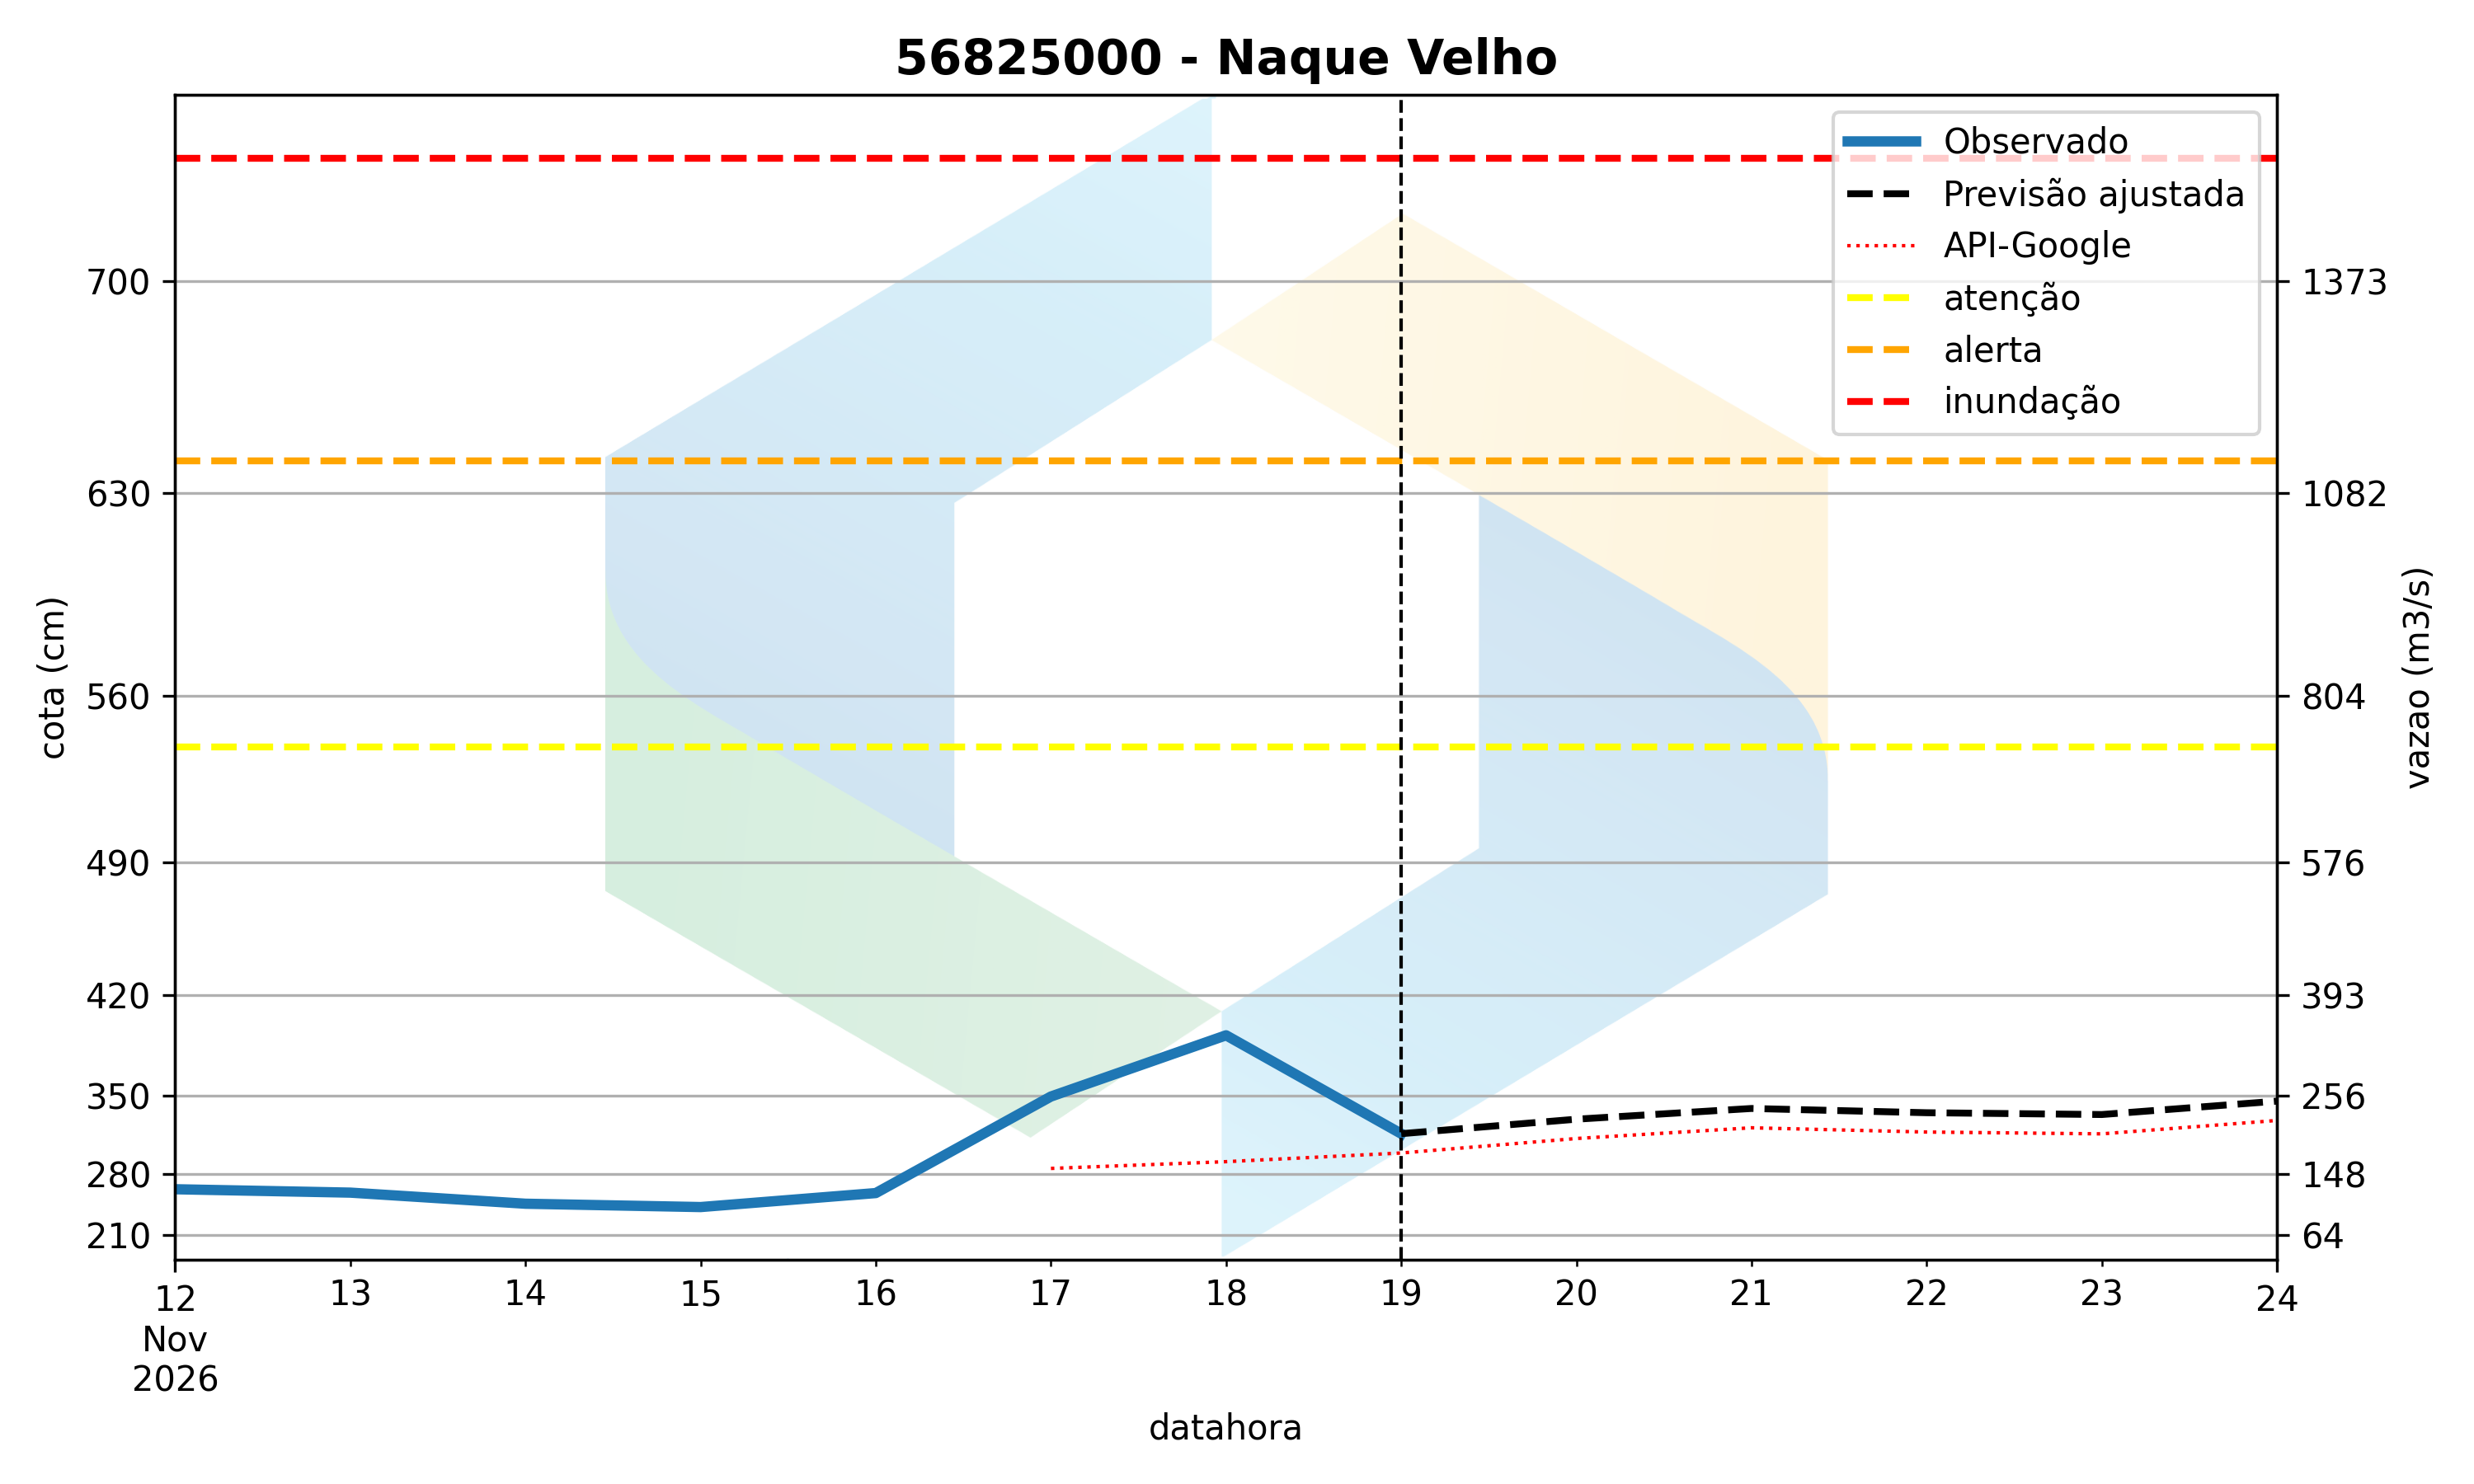 56825000 - Naque Velho
Observado
Previsão ajustada
API-Google
atenção
alerta
inundação
cota (cm)
700
630
560
490
420
350
280
210
1373
1082
804
576
393
256
148
64
vazao (m3/s)
12 13 14 15 16 17 18 19 20 21 22 23 24
Nov
2026
datahora